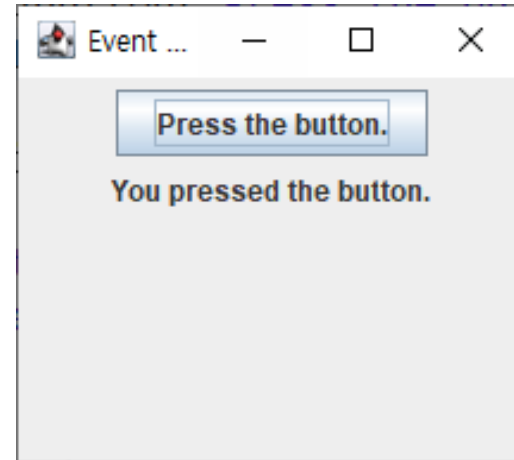 Event ...
Press the button.
You pressed the button.